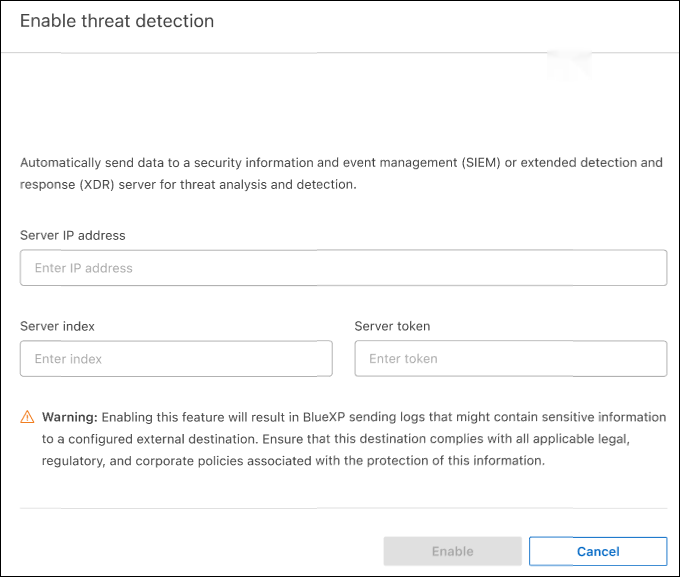 Enable threat detection
Automatically send data to a security information and event management (SIEM) or extended detection and
response (XDR) server for threat analysis and detection.
Server IP address
Enter IP address
Server index
Server token
Enter index
Enter token
Warning: Enabling this feature will result in BlueXP sending logs that might contain sensitive information
to a configured external destination. Ensure that this destination complies with all applicable legal,
regulatory, and corporate policies associated with the protection of this information.
Enable
Cancel